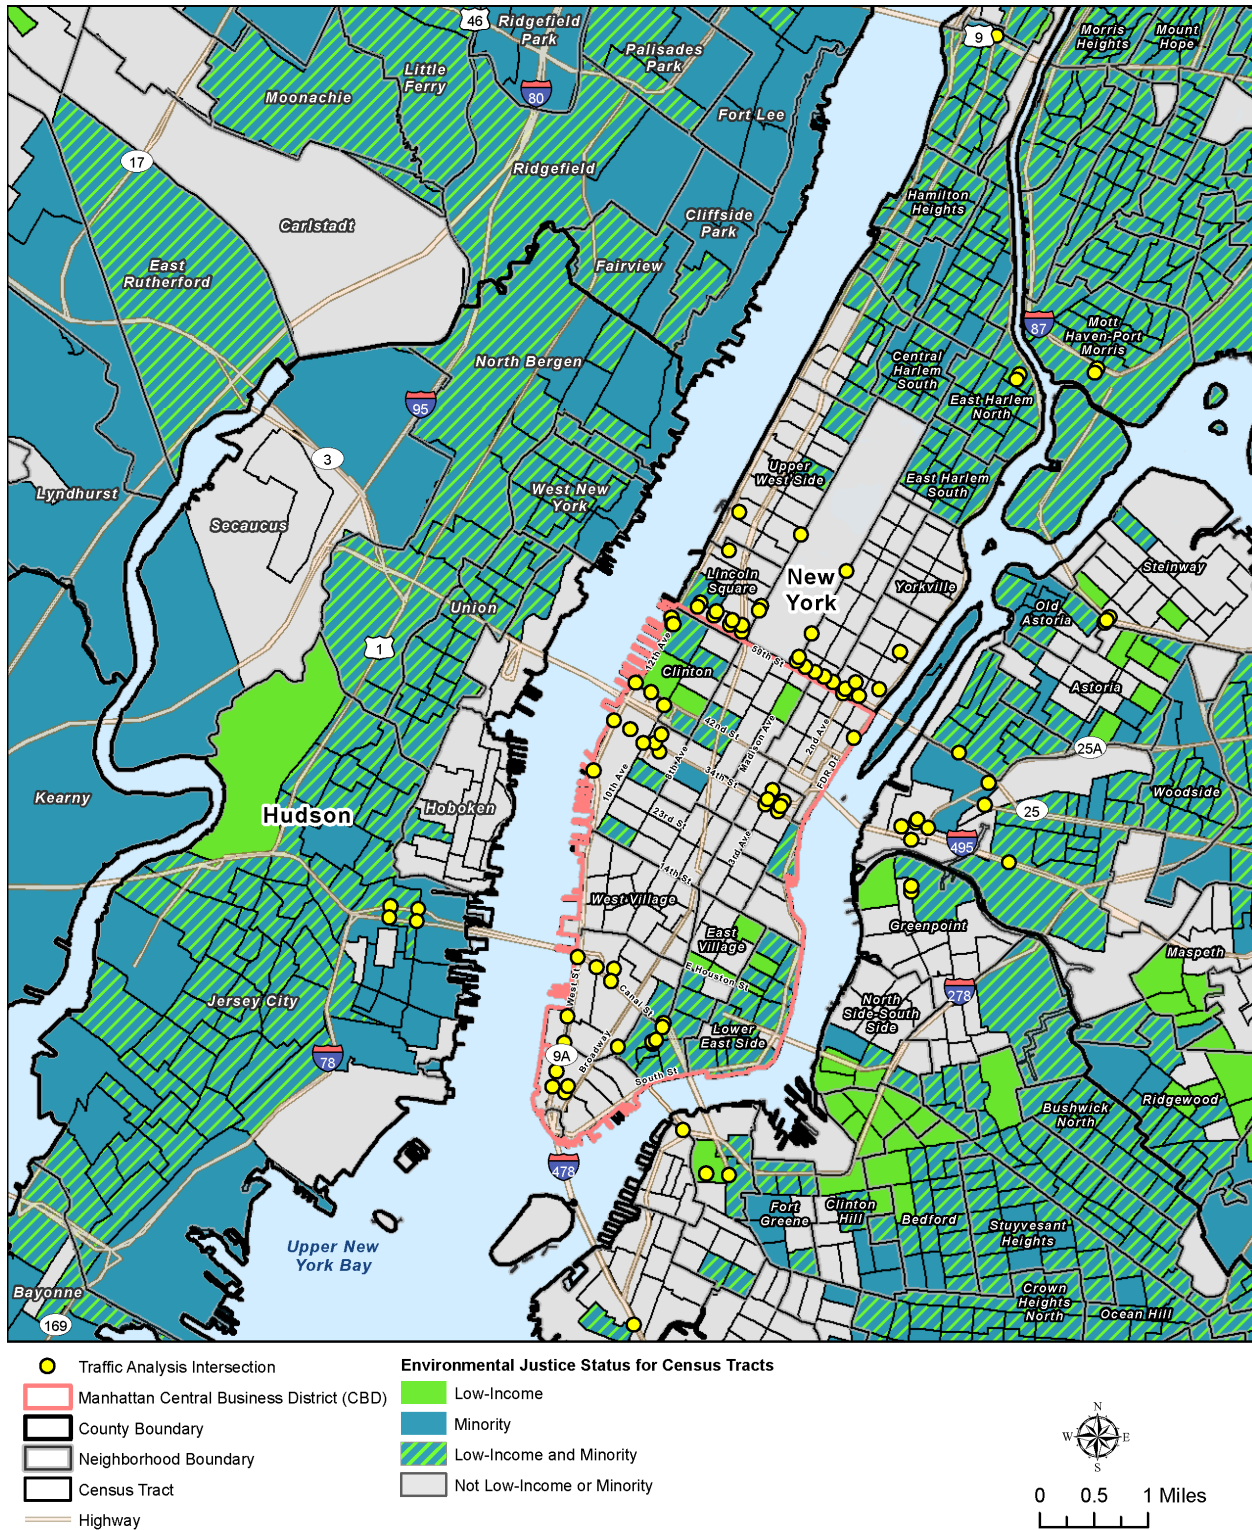 46
Ridgefield
Park
Palisades
Park
9
Morris
Heights
Mount
Hope
Little
Ferry
Moonachie
80
Fort Lee
17
Ridgefield
Hamilton
Heights
Carlstadt
Cliffside
Park
East
Rutherford
Fairview
87
Mott
Haven-Port
Morris
North Bergen
Central
Harlem
South
95
East Harlem
North
3
Upper
West Side
East Harlem
South
Lyndhurst
West New
York
Secaucus
Steinway
Lincoln
Square
New
York
Yorkville
Union
Old
Astoria
1
12th Ave
59th St
Clinton
Astoria
42nd St
Madison Ave
2nd Ave
25A
8th Ave
34th St
FDR Dr
10th Ave
Kearny
Hoboken
Woodside
Hudson
23rd St
25
3rd Ave
495
14th St
West Village
Greenpoint
East
Village
Maspeth
E Houston St
West St
Jersey City
Canal St
278
North
Side-South
Side
Lower
East Side
9A
Broadway
78
South St
Ridgewood
Bushwick
North
478
Fort
Greene
Clinton
Hill
Bedford
Stuyvesant
Heights
Upper New
York Bay
Bayonne
Crown
Heights
North
Ocean Hill
169
Traffic Analysis Intersection
Manhattan Central Business District (CBD)
County Boundary
Neighborhood Boundary
Census Tract
Highway
Environmental Justice Status for Census Tracts
Low-Income
Minority
Low-Income and Minority
Not Low-Income or Minority
N
W
E
S
0
0.5
1 Miles